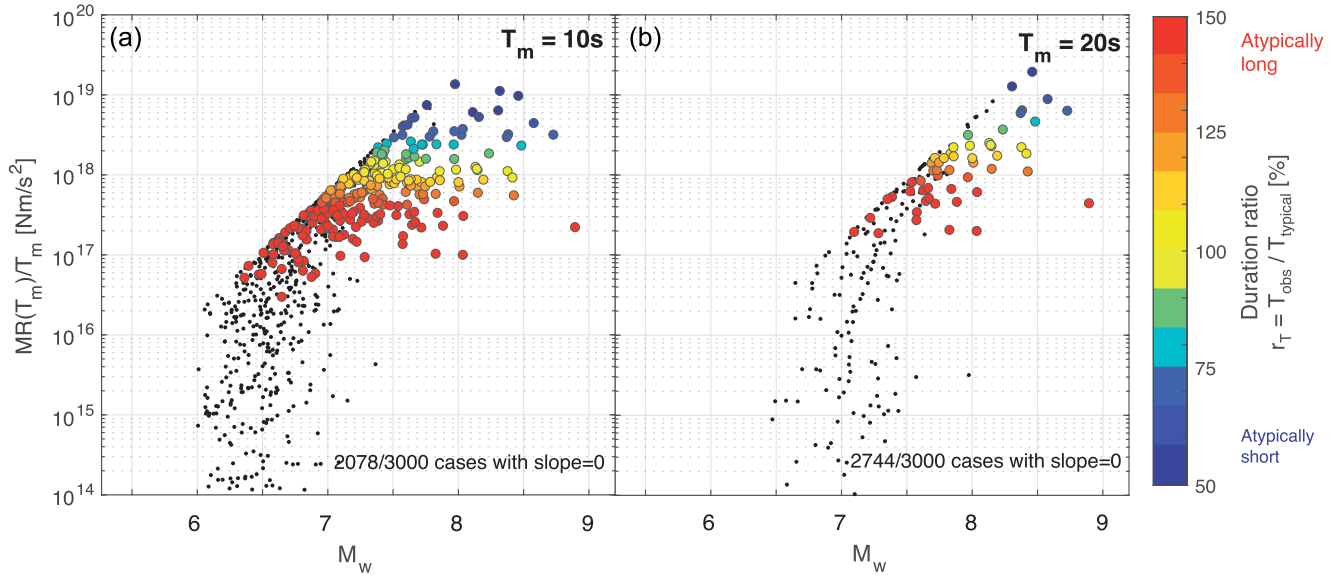 (a)
T_m = 10s
(b)
T_m = 20s
10^20
10^19
10^18
10^17
10^16
10^15
10^14
MR(T_m)/T_m [Nm/s^2]
2078/3000 cases with slope=0
2744/3000 cases with slope=0
6
7
8
9
6
7
8
9
M_w
M_w
150
125
100
75
50
Atypically
long
Duration ratio
r_T = T_obs / T_typical [%]
Atypically
short